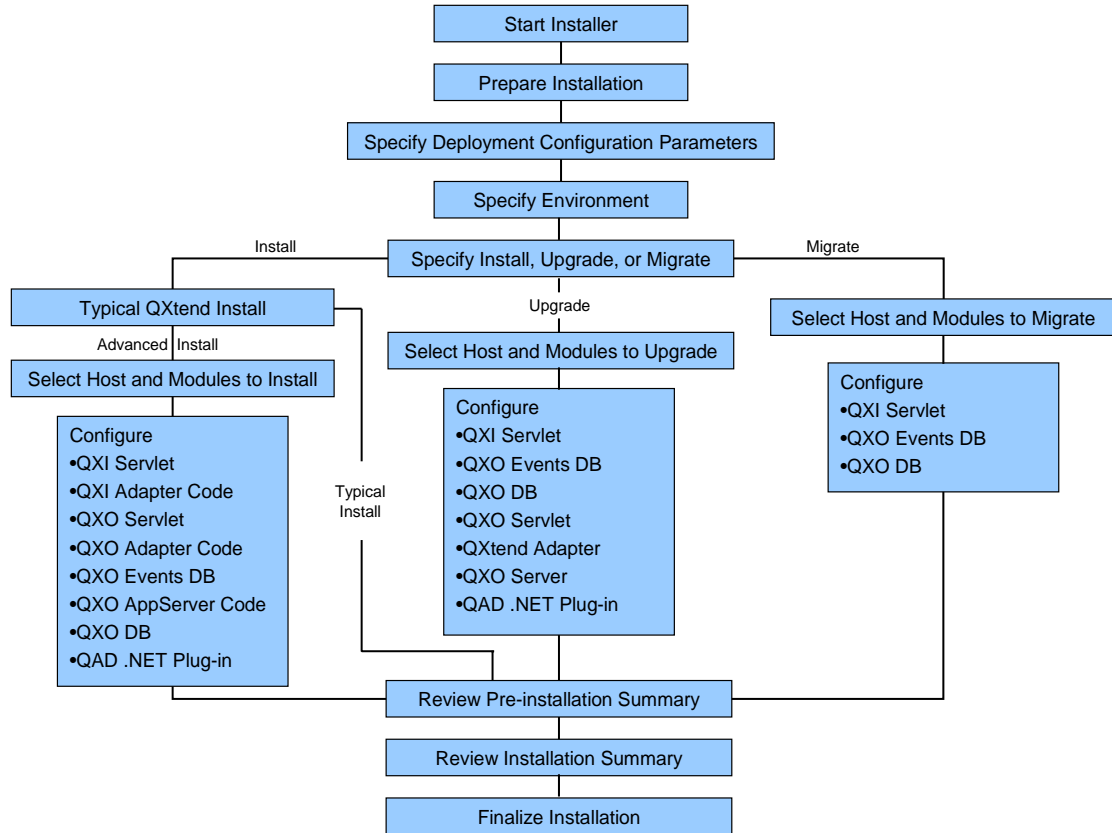 Start Installer
Prepare Installation
Specify Deployment Configuration Parameters
Specify Environment
Install
Specify Install, Upgrade, or Migrate
Migrate
Typical QXtend Install
Upgrade
Select Host and Modules to Migrate
Advanced Install
Select Host and Modules to Upgrade
Select Host and Modules to Install
Configure
•QXI Servlet
•QXI Adapter Code
•QXO Servlet
•QXO Adapter Code
•QXO Events DB
•QXO AppServer Code
•QXO DB
•QAD .NET Plug-in
Typical
Install
Configure
•QXI Servlet
•QXO Events DB
•QXO DB
•QXO Servlet
•QXtend Adapter
•QXO Server
•QAD .NET Plug-in
Configure
•QXI Servlet
•QXO Events DB
•QXO DB
Review Pre-installation Summary
Review Installation Summary
Finalize Installation